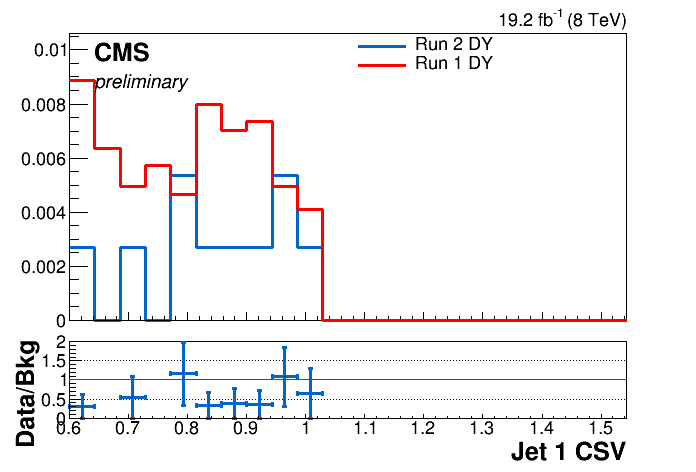 19.2 fb⁻¹ (8 TeV)
CMS
preliminary
Run 2 DY
Run 1 DY
0.01
0.008
0.006
0.004
0.002
0
Data/Bkg
2
1.5
1
0.5
0
0.6 0.7 0.8 0.9 1 1.1 1.2 1.3 1.4 1.5
Jet 1 CSV